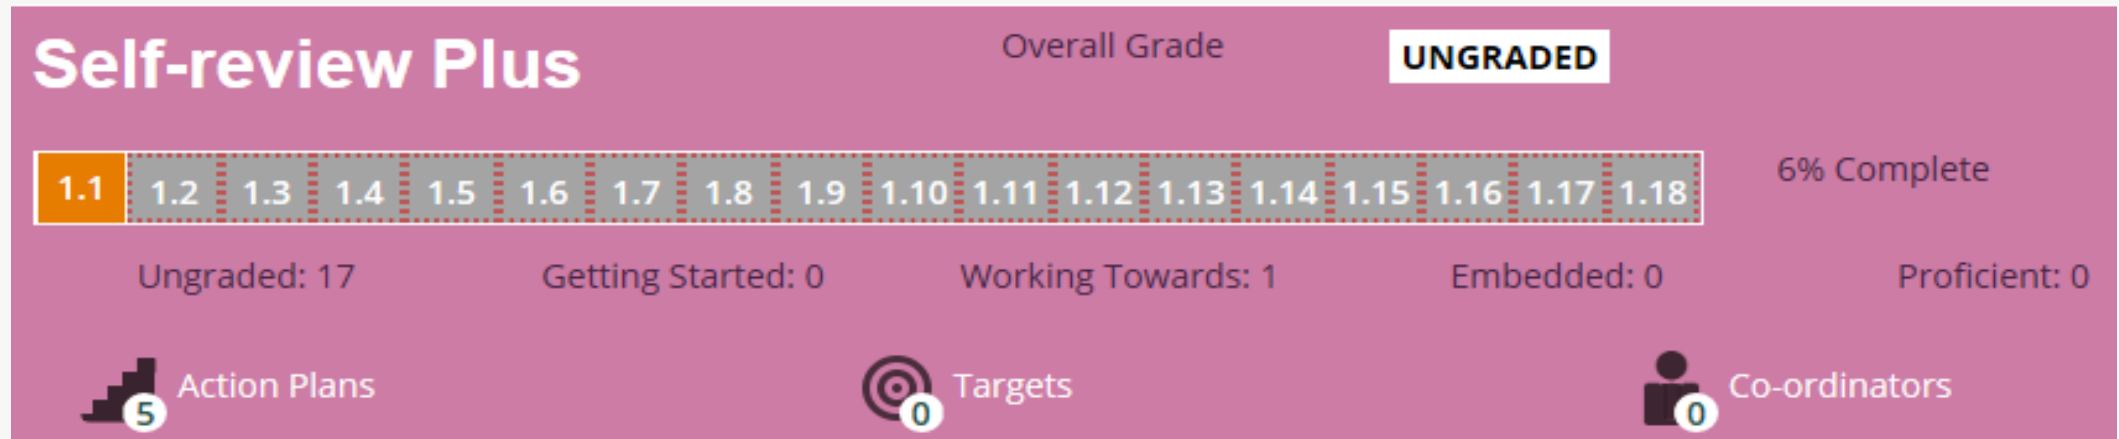 Self-review Plus Overall Grade UNGRADED
1.1 1.2 1.3 1.4 1.5 1.6 1.7 1.8 1.9 1.10 1.11 1.12 1.13 1.14 1.15 1.16 1.17 1.18 6% Complete
Ungraded: 17 Getting Started: 0 Working Towards: 1 Embedded: 0 Proficient: 0
5 Action Plans 0 Targets 0 Co-ordinators